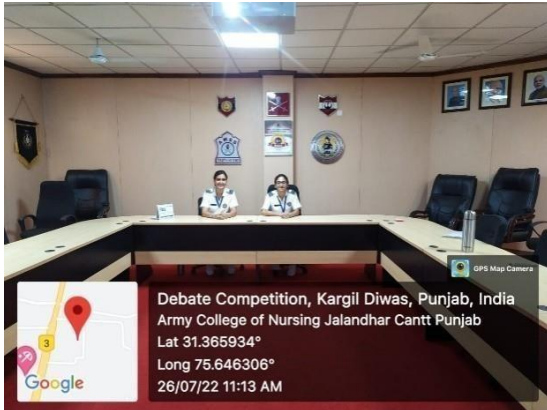 GPS Map Camera
Debate Competition, Kargil Diwas, Punjab, India
Army College of Nursing Jalandhar Cantt Punjab
Lat 31.365934°
Long 75.646306°
26/07/22 11:13 AM
3
Google